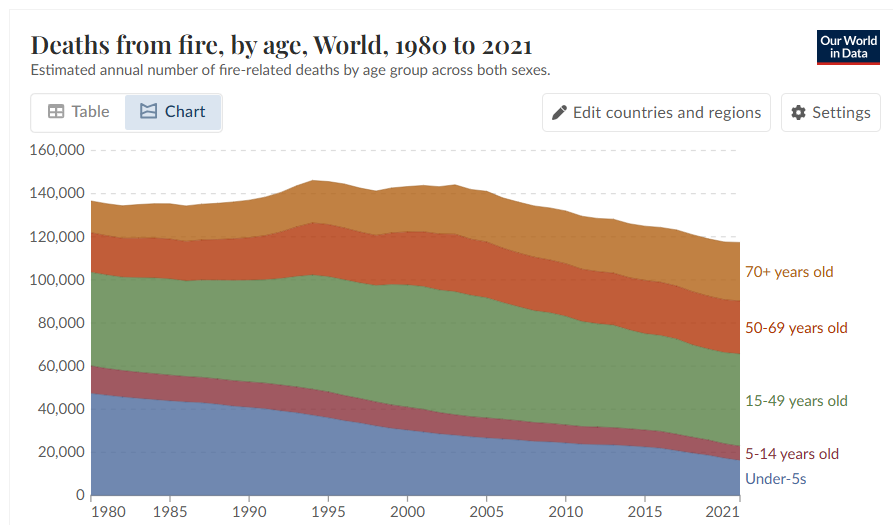 Deaths from fire, by age, World, 1980 to 2021
Estimated annual number of fire-related deaths by age group across both sexes.
Our World
in Data
Table
Chart
Edit countries and regions
Settings
160,000
140,000
120,000
100,000
80,000
60,000
40,000
20,000
0
70+ years old
50-69 years old
15-49 years old
5-14 years old
Under-5s
1980
1985
1990
1995
2000
2005
2010
2015
2021